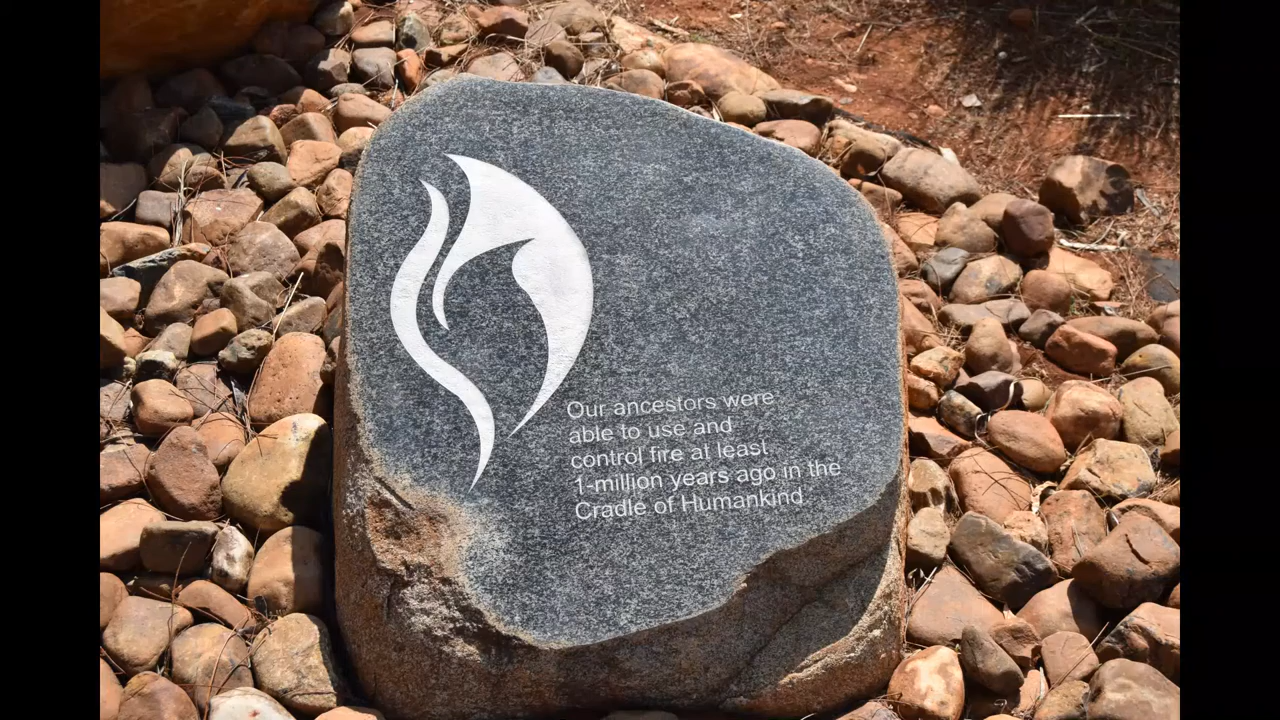 Our ancestors were
able to use and
control fire at least
1-million years ago in the
Cradle of Humankind